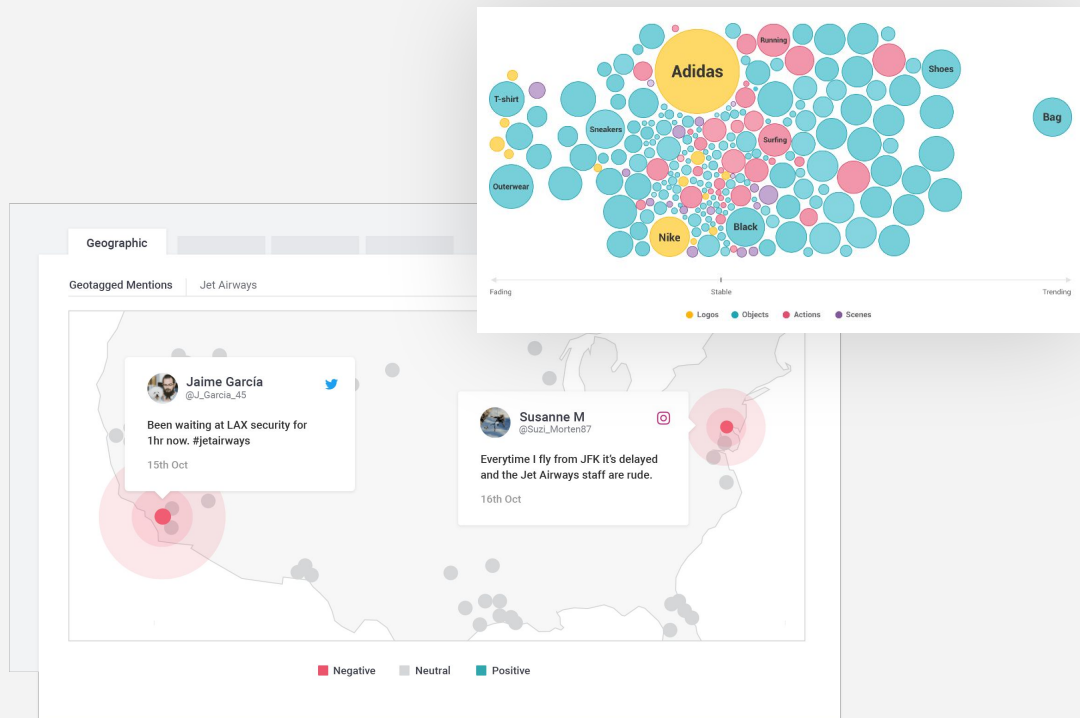 Adidas
Running
Shoes
T-shirt
Bag
Sneakers
Surfing
Outerwear
Nike
Black
Fading
Stable
Trending
Logos
Objects
Actions
Scenes
Geographic
Geotagged Mentions
Jet Airways
Jaime García
@J_Garcia_45
Been waiting at LAX security for
1hr now. #jetairways
15th Oct
Susanne M
@Suzi_Morten87
Everytime I fly from JFK it's delayed
and the Jet Airways staff are rude.
16th Oct
Negative
Neutral
Positive